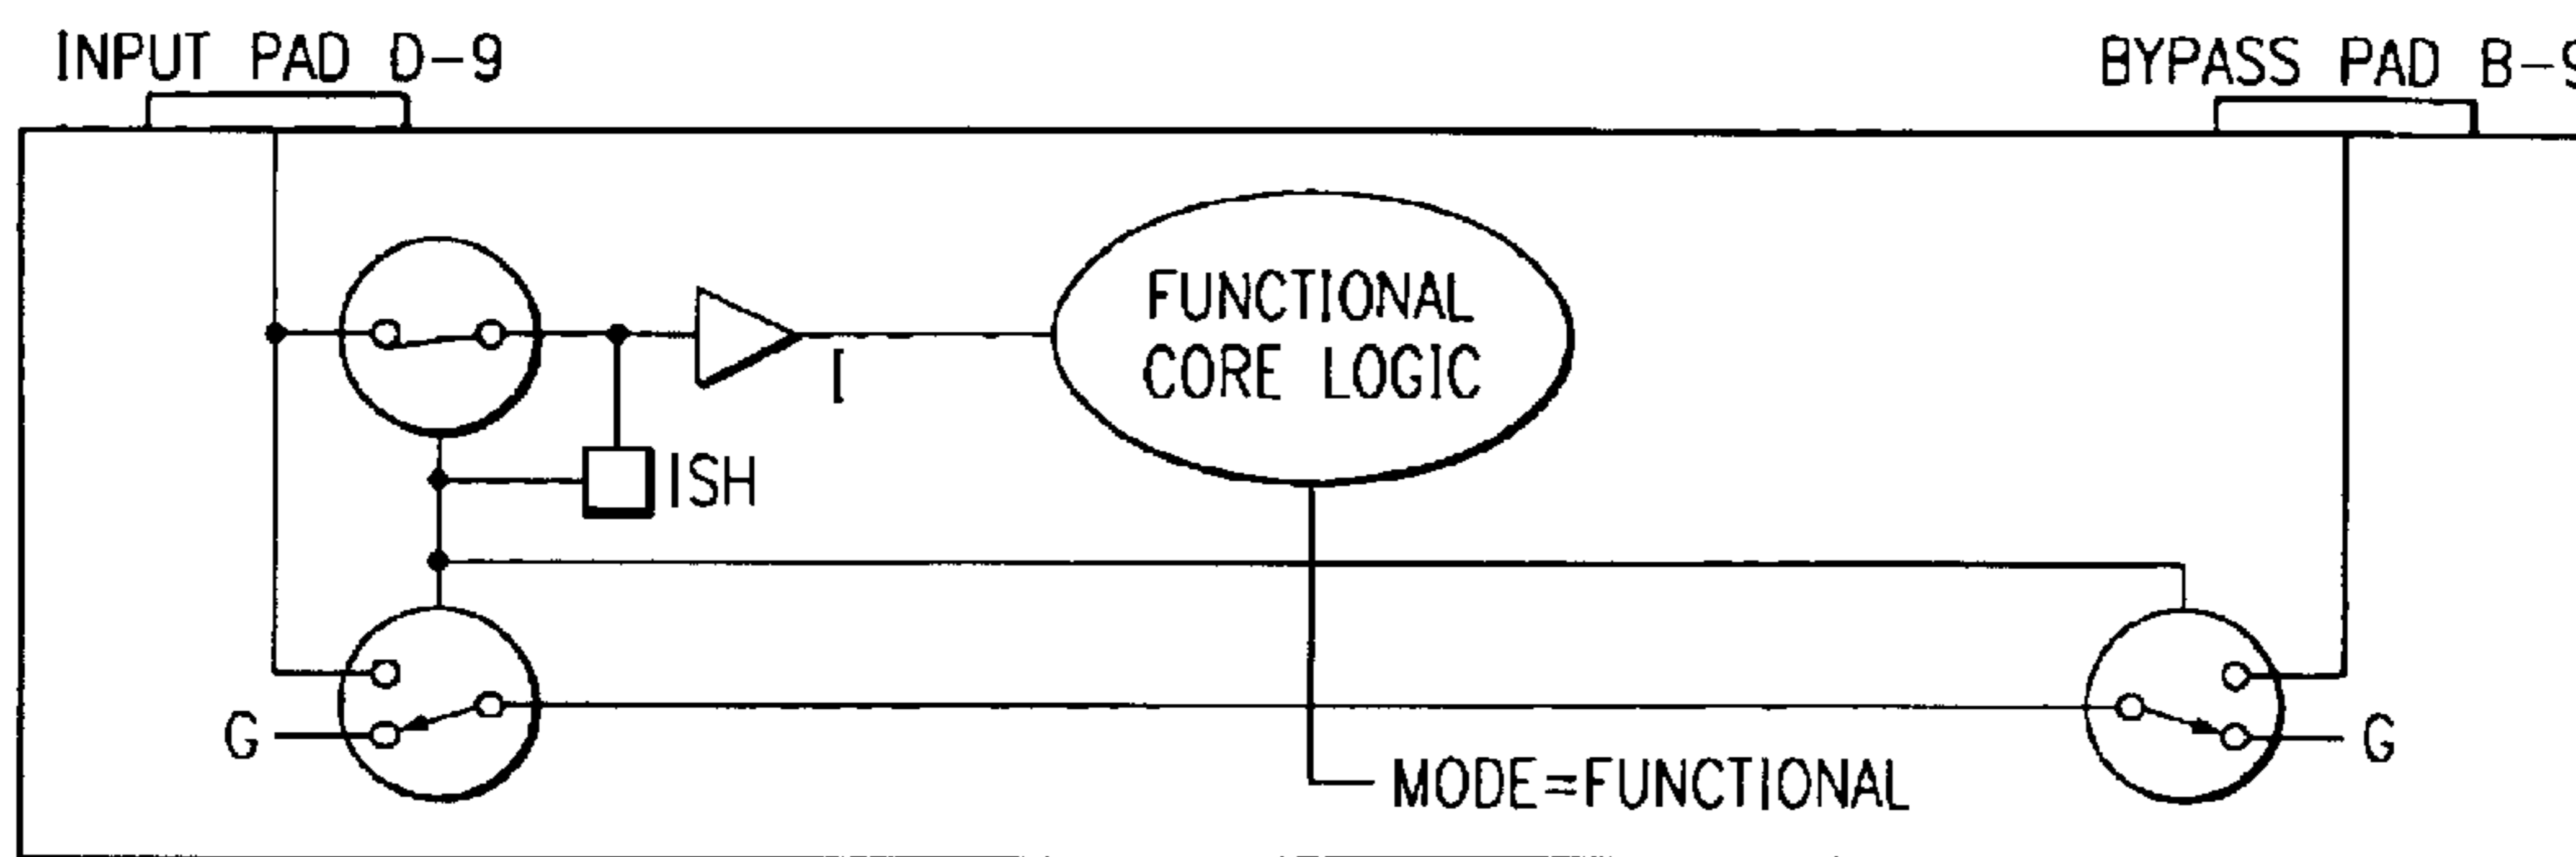 INPUT PAD D-9
BYPASS PAD B-9
FUNCTIONAL
CORE LOGIC
I
ISH
G
G
MODE=FUNCTIONAL